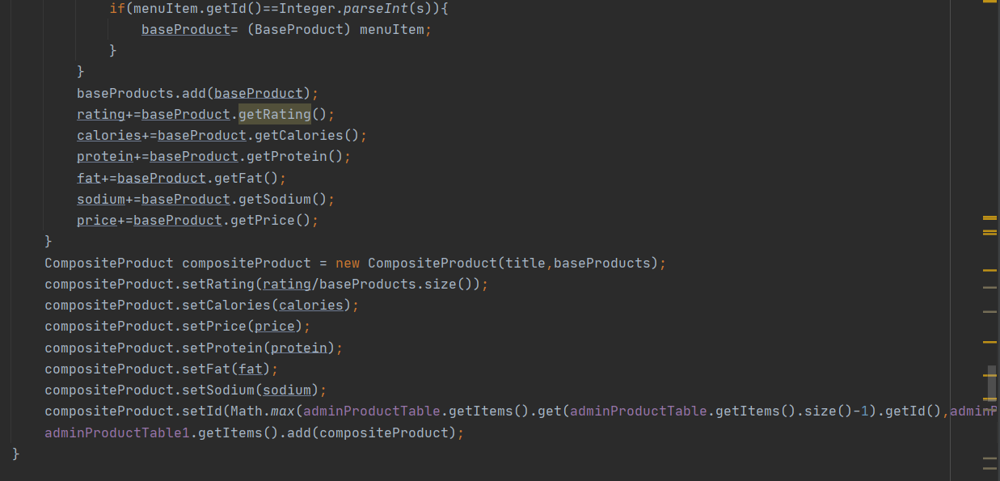 if(menuItem.getId()==Integer.parseInt(s)){
baseProduct= (BaseProduct) menuItem;
}
}
baseProducts.add(baseProduct);
rating+=baseProduct.getRating();
calories+=baseProduct.getCalories();
protein+=baseProduct.getProtein();
fat+=baseProduct.getFat();
sodium+=baseProduct.getSodium();
price+=baseProduct.getPrice();
}
CompositeProduct compositeProduct = new CompositeProduct(title,baseProducts);
compositeProduct.setRating(rating/baseProducts.size());
compositeProduct.setCalories(calories);
compositeProduct.setPrice(price);
compositeProduct.setProtein(protein);
compositeProduct.setFat(fat);
compositeProduct.setSodium(sodium);
compositeProduct.setId(Math.max(adminProductTable.getItems().get(adminProductTable.getItems().size()-1).getId(),
adminProductTable1.getItems().add(compositeProduct);
}